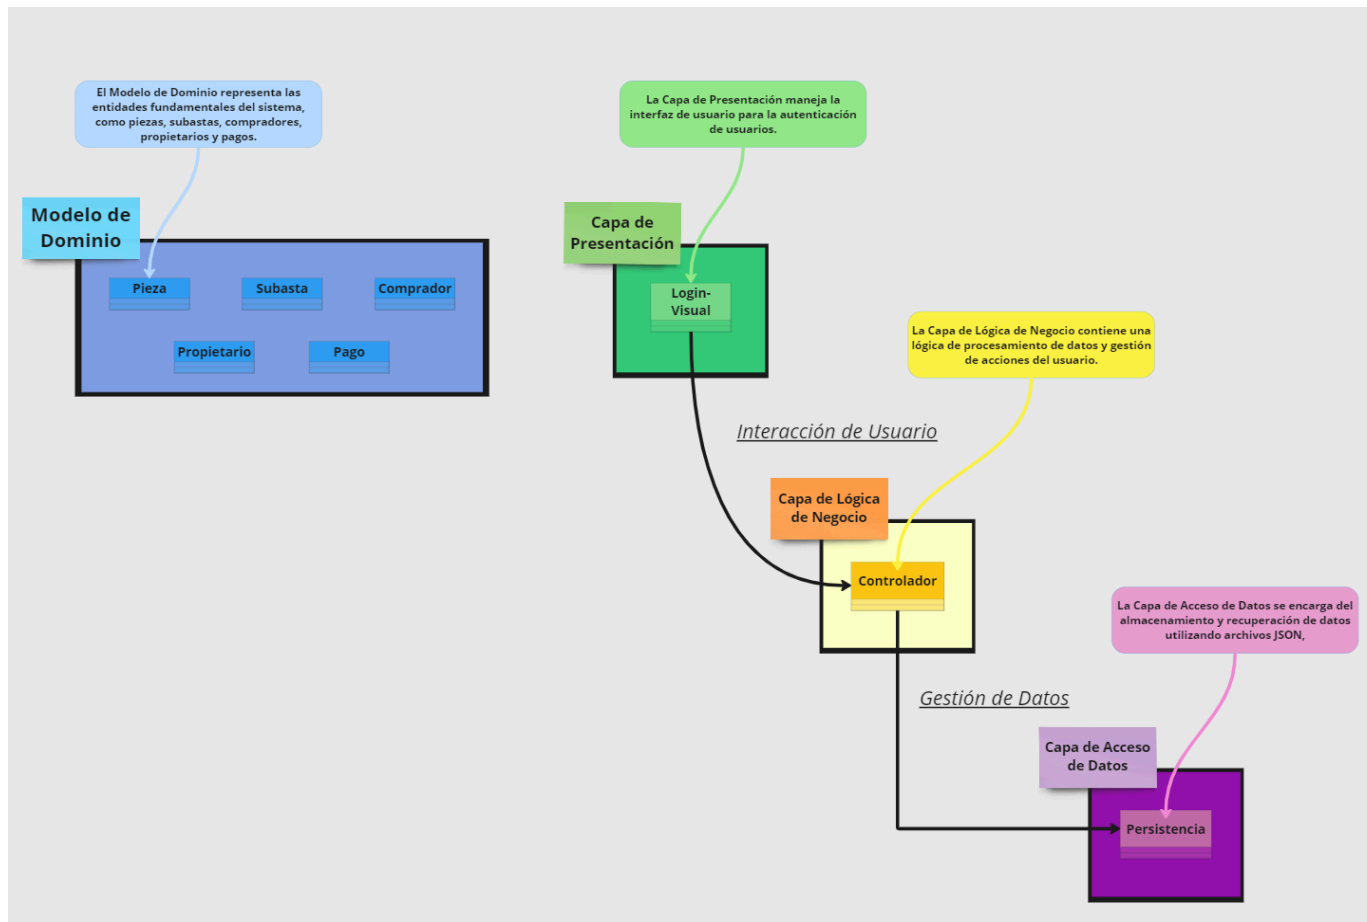 El Modelo de Dominio representa las
entidades fundamentales del sistema,
como piezas, subastas, compradores,
propietarios y pagos.
La Capa de Presentación maneja la
interfaz de usuario para la autenticación
de usuarios.
Modelo de
Dominio
Capa de
Presentación
Pieza
Subasta
Comprador
Login-
Visual
Propietario
Pago
La Capa de Lógica de Negocio contiene una
lógica de procesamiento de datos y gestión
de acciones del usuario.
Interacción de Usuario
Capa de Lógica
de Negocio
Controlador
La Capa de Acceso de Datos se encarga del
almacenamiento y recuperación de datos
utilizando archivos JSON,
Gestión de Datos
Capa de Acceso
de Datos
Persistencia